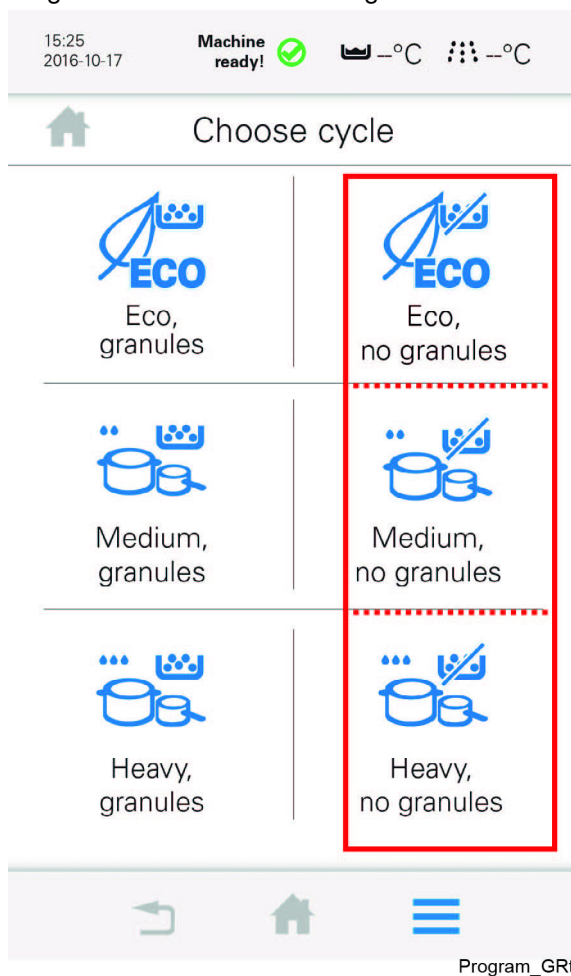 15:25
2016-10-17
Machine
ready!
--°C
--°C
Choose cycle
ECO
Eco,
granules
ECO
Eco,
no granules
Medium,
granules
Medium,
no granules
Heavy,
granules
Heavy,
no granules